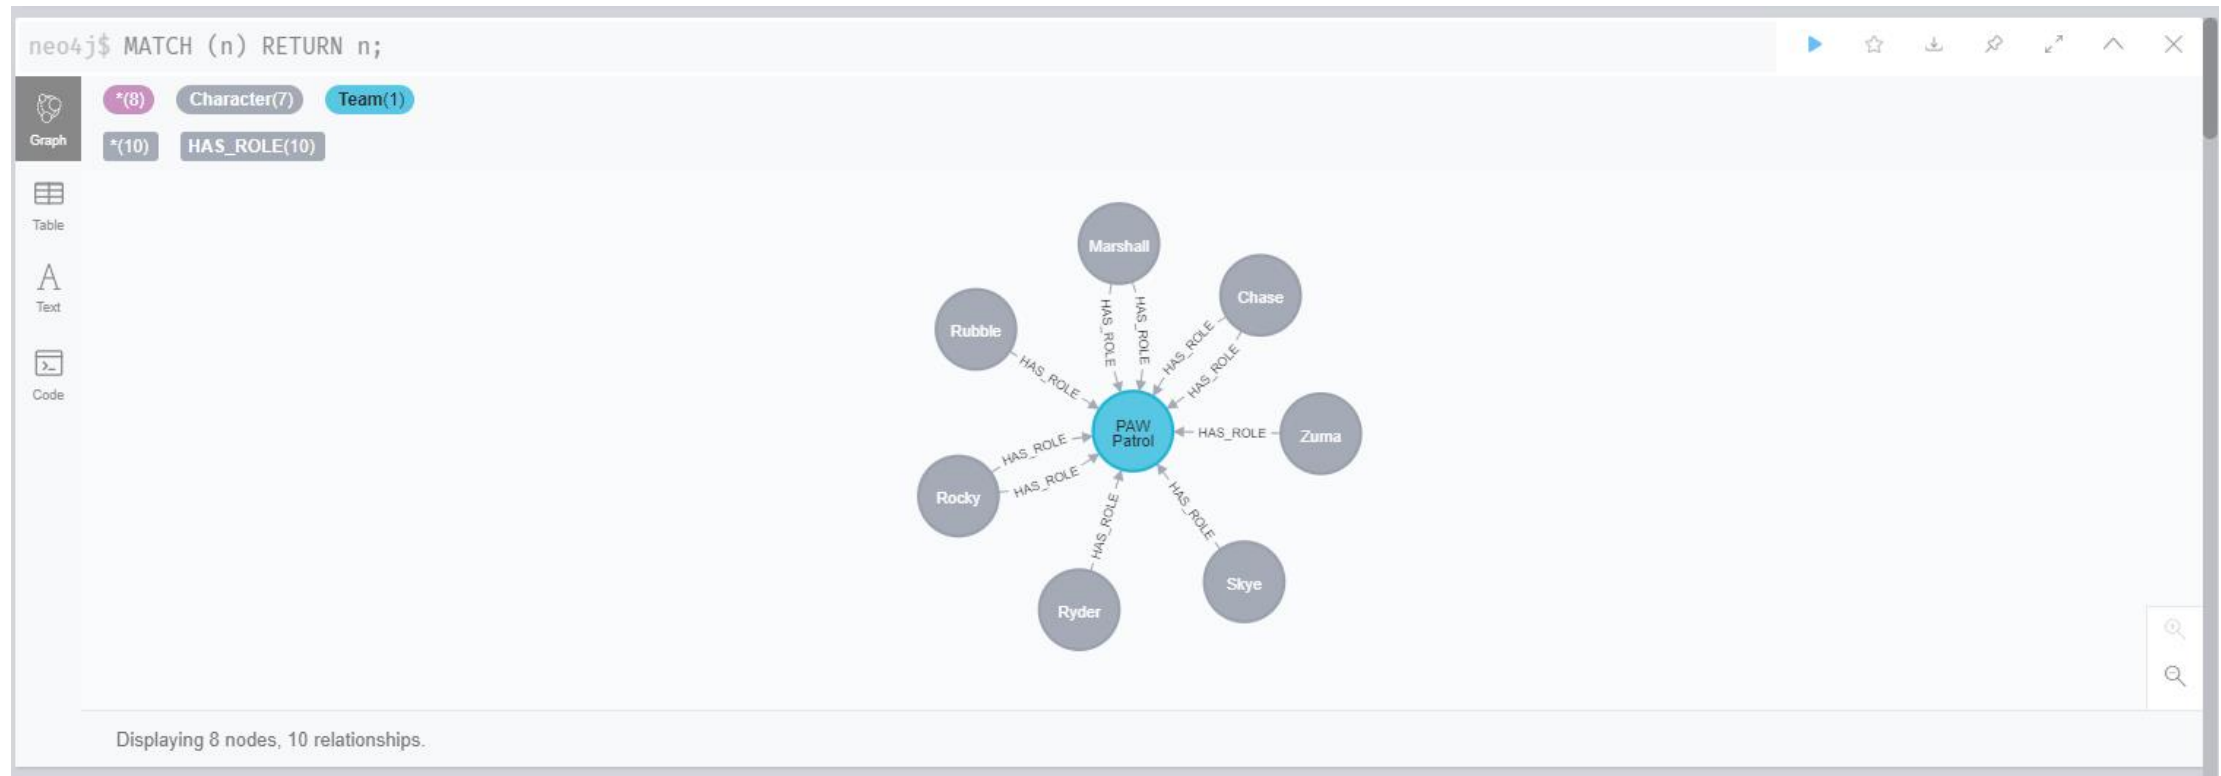 neo4j$ MATCH (n) RETURN n;
*(8) Character(7) Team(1)
*(10) HAS_ROLE(10)
Graph
Table
A
Text
Code
Marshall
Chase
Rubble
HAS_ROLE
HAS_ROLE
HAS_ROLE
HAS_ROLE
HAS_ROLE
PAW
Patrol
HAS_ROLE
Zuma
HAS_ROLE
HAS_ROLE
Rocky
HAS_ROLE
HAS_ROLE
Skye
Ryder
Displaying 8 nodes, 10 relationships.